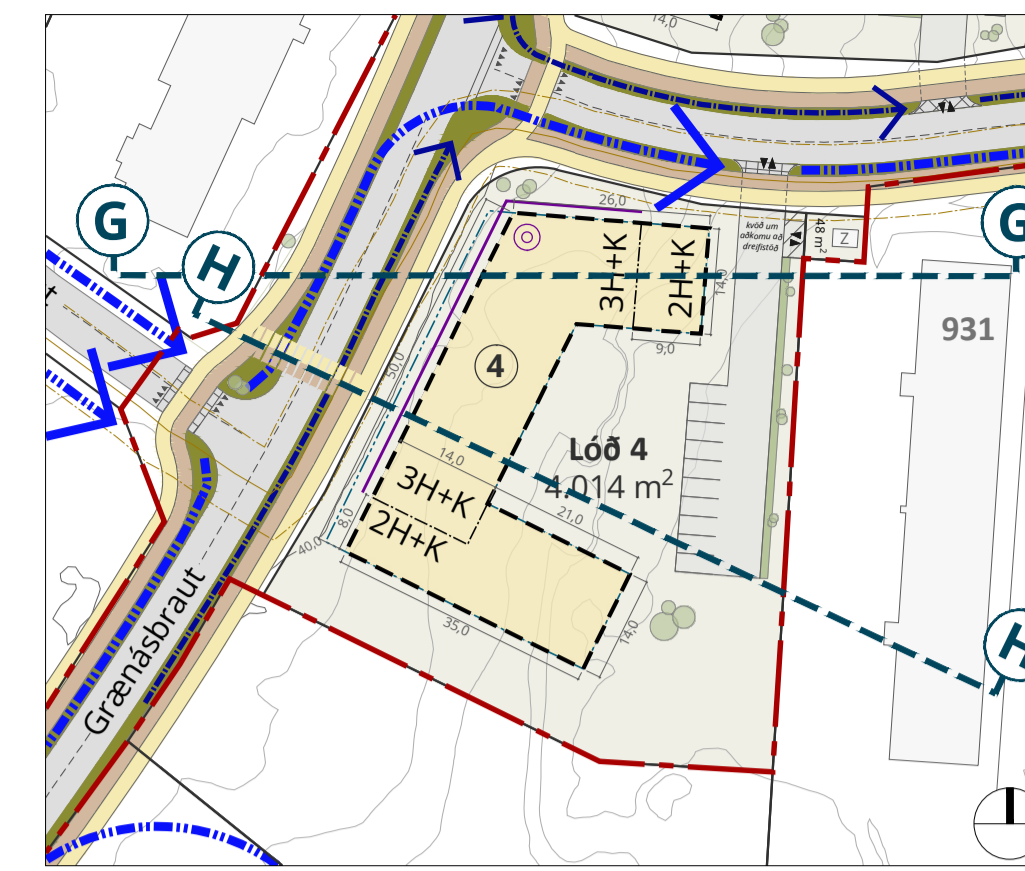 14,0
G
H
26,0
3H+K
2H+K
14,0
9,0
kvöð um
aðkomu að
dreifistöð
48 m²
Z
G
931
4
50,0
Lóð 4
4.014 m²
14,0
3H+K
2H+K
21,0
8,0
40,0
35,0
14,0
H
Grænásbraut